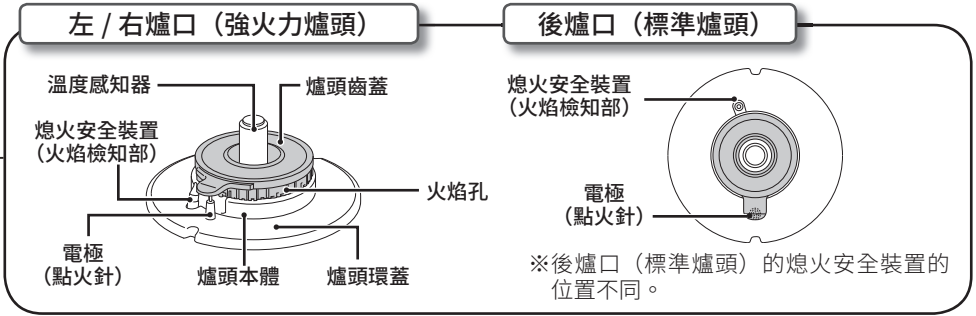 左 / 右爐口（強火力爐頭）
溫度感知器
爐頭齒蓋
熄火安全裝置
（火焰檢知部）
火焰孔
電極
（點火針）
爐頭本體
爐頭環蓋
後爐口（標準爐頭）
熄火安全裝置
（火焰檢知部）
電極
（點火針）
※後爐口（標準爐頭）的熄火安全裝置的
位置不同。